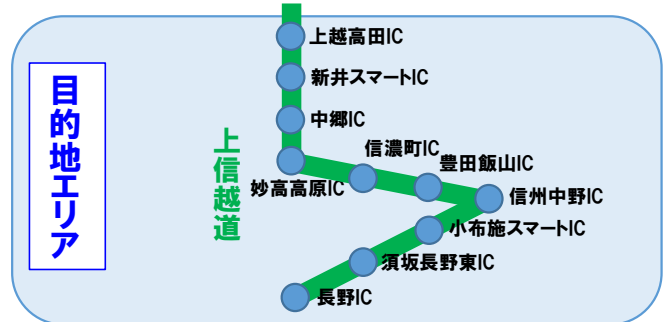 目的地エリア
上信越道
上越高田IC
新井スマートIC
中郷IC
妙高高原IC
信濃町IC
豊田飯山IC
信州中野IC
小布施スマートIC
須坂長野東IC
長野IC